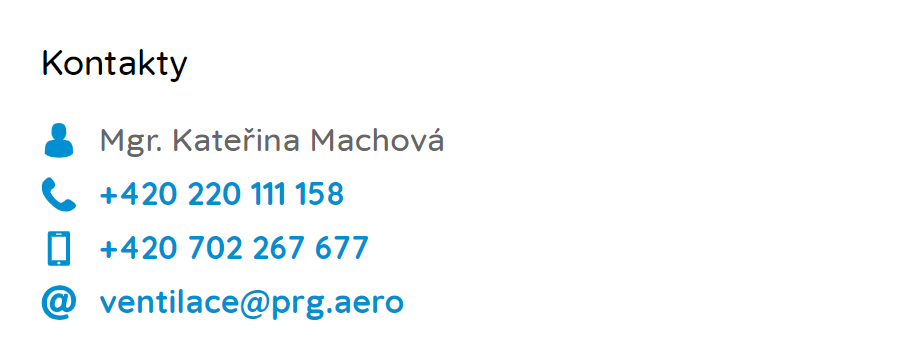 Kontakty
Mgr. Kateřina Machová
+420 220 111 158
+420 702 267 677
ventilace@prg.aero